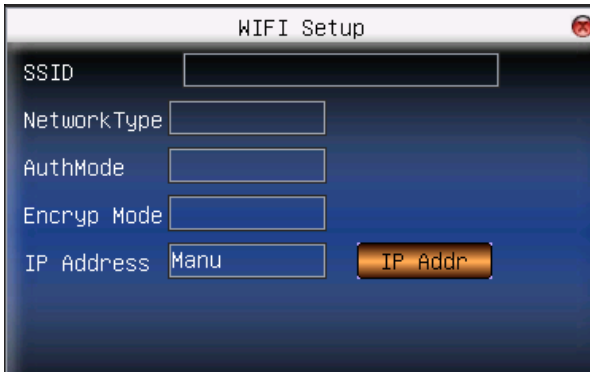 WIFI Setup
SSID
NetworkType
AuthMode
Encryp Mode
IP Address Manu IP Addr